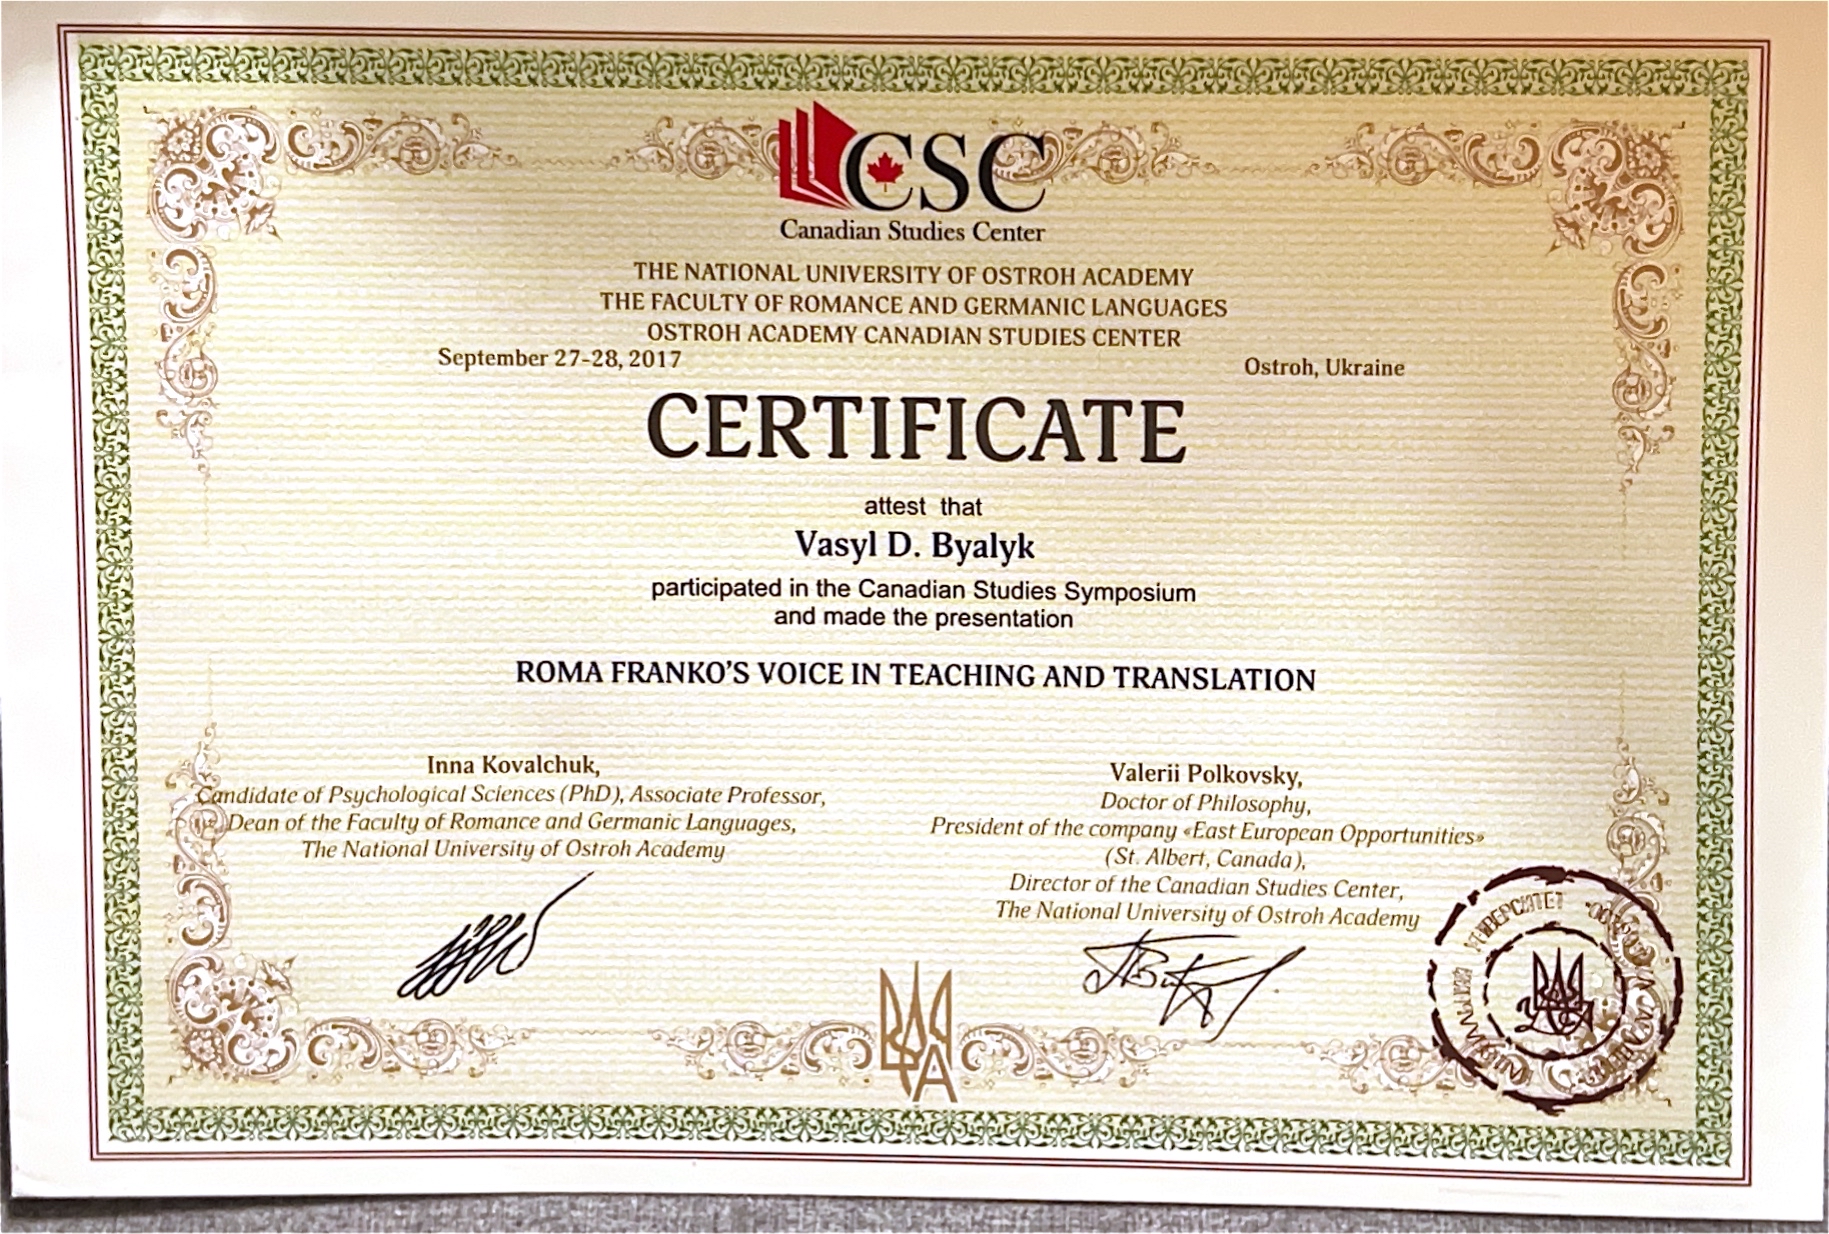 CSC
Canadian Studies Center
THE NATIONAL UNIVERSITY OF OSTROH ACADEMY
THE FACULTY OF ROMANCE AND GERMANIC LANGUAGES
OSTROH ACADEMY CANADIAN STUDIES CENTER
September 27-28, 2017
Ostroh, Ukraine
CERTIFICATE
attest that
Vasyl D. Byalyk
participated in the Canadian Studies Symposium
and made the presentation
ROMA FRANKO'S VOICE IN TEACHING AND TRANSLATION
Inna Kovalchuk,
Candidate of Psychological Sciences (PhD), Associate Professor,
Dean of the Faculty of Romance and Germanic Languages,
The National University of Ostroh Academy
Valerii Polkovsky,
Doctor of Philosophy,
President of the company «East European Opportunities»
(St. Albert, Canada),
Director of the Canadian Studies Center,
The National University of Ostroh Academy